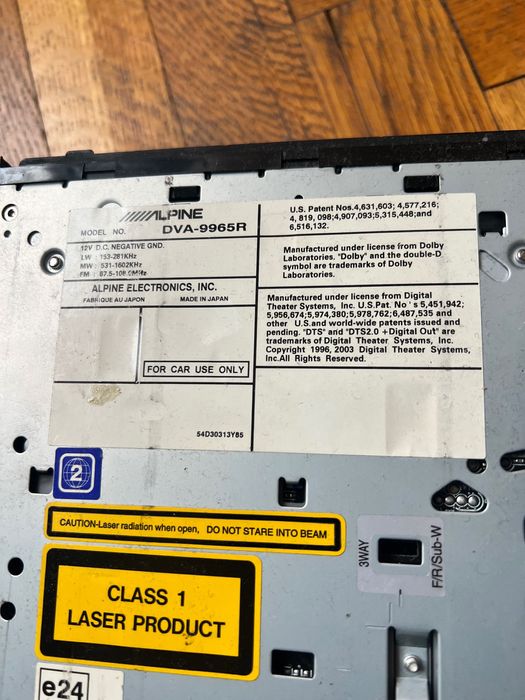 ALPINE
MODEL NO. DVA-9965R
12V D.C. NEGATIVE GND.
LW : 153-281KHz
MW : 531-1602KHz
FM : 87.5-108.0MHz
ALPINE ELECTRONICS, INC.
FABRIQUÉ AU JAPON MADE IN JAPAN
FOR CAR USE ONLY
54D30313Y85
U.S. Patent Nos.4,631,603; 4,577,216;
4, 819, 098;4,907,093;5,315,448;and
6,516,132.
Manufactured under license from Dolby
Laboratories. "Dolby" and the double-D
symbol are trademarks of Dolby
Laboratories.
Manufactured under license from Digital
Theater Systems, Inc. U.S.Pat. No' s 5,451,942;
5,956,674;5,974,380;5,978,762;6,487,535 and
other U.S.and world-wide patents issued and
pending. "DTS" and "DTS2.0 +Digital Out" are
trademarks of Digital Theater Systems, Inc.
Copyright 1996, 2003 Digital Theater Systems,
Inc.All Rights Reserved.
2
CAUTION-Laser radiation when open, DO NOT STARE INTO BEAM
3WAY
F/R/Sub-W
CLASS 1
LASER PRODUCT
e24